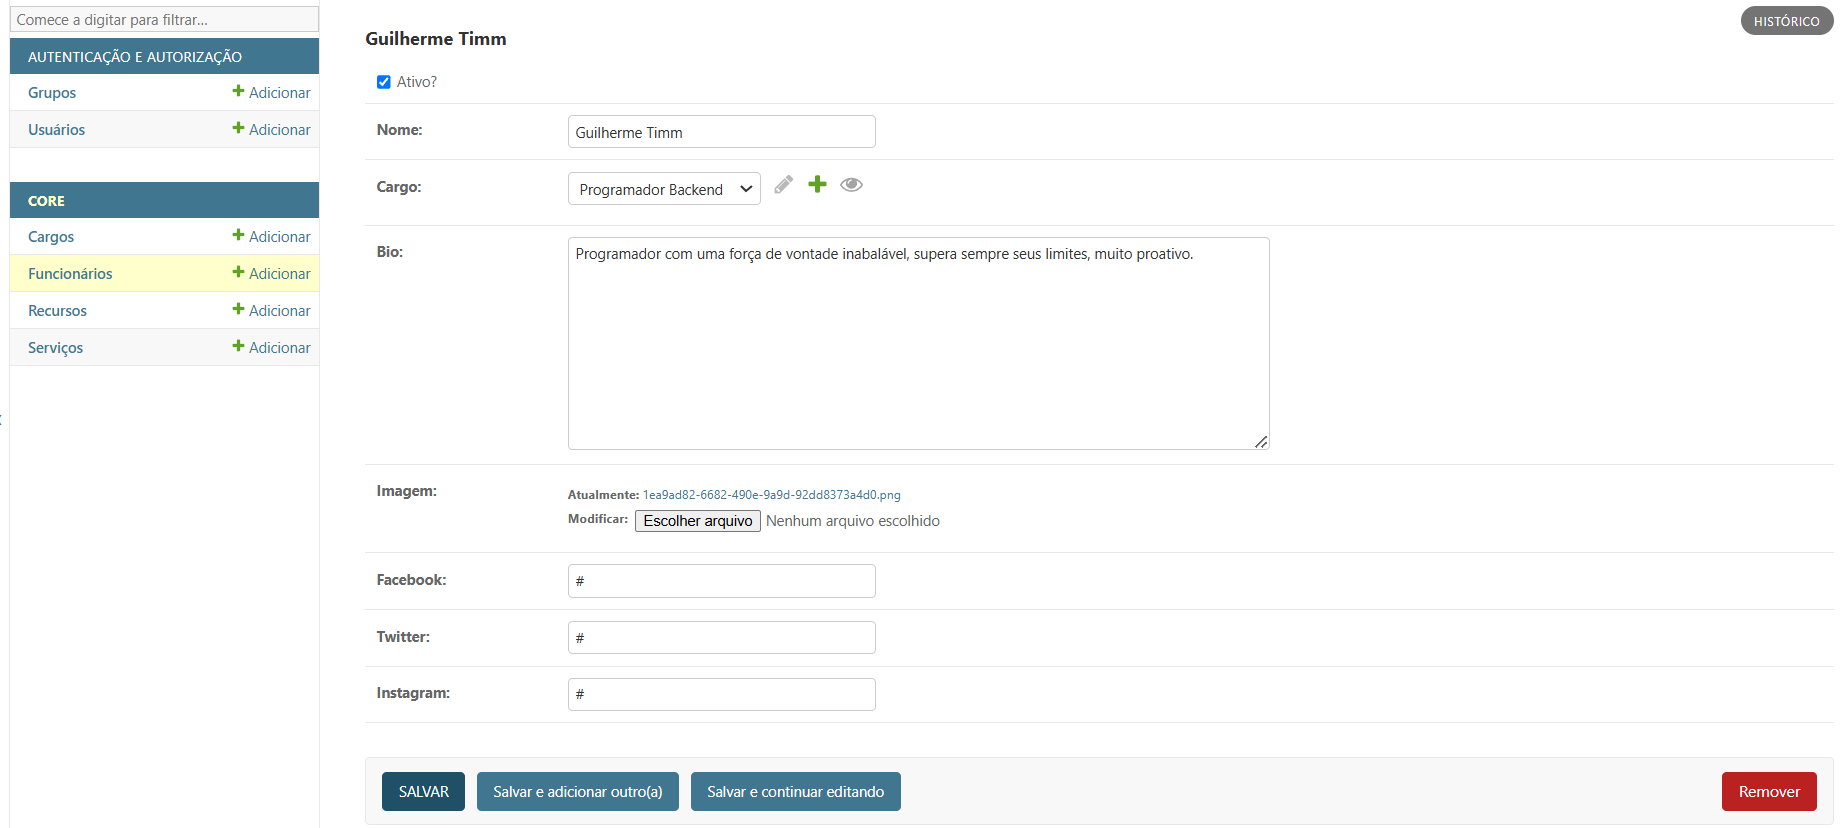 Comece a digitar para filtrar...
AUTENTICAÇÃO E AUTORIZAÇÃO
Grupos Adicionar
Usuários Adicionar
CORE
Cargos Adicionar
Funcionários Adicionar
Recursos Adicionar
Serviços Adicionar
HISTÓRICO
Guilherme Timm
Ativo?
Nome: Guilherme Timm
Cargo: Programador Backend
Bio: Programador com uma força de vontade inabalável, supera sempre seus limites, muito proativo.
Imagem: Atualmente: 1ea9ad82-6682-490e-9a9d-92dd8373a4d0.png
Modificar: Escolher arquivo Nenhum arquivo escolhido
Facebook: #
Twitter: #
Instagram: #
SALVAR Salvar e adicionar outro(a) Salvar e continuar editando Remover